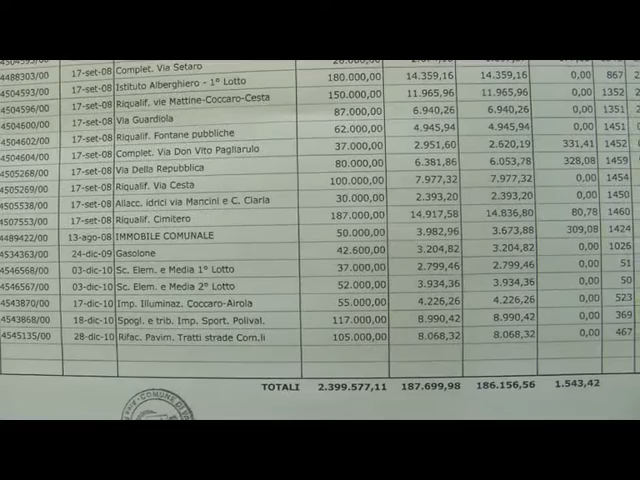 4488303/00 17-set-08 Complet. Via Setaro
4504593/00 17-set-08 Istituto Alberghiero - 1° Lotto 180.000,00 14.359,16 14.359,16 0,00 867
4504596/00 17-set-08 Riqualif. vie Mattine-Coccaro-Cesta 150.000,00 11.965,96 11.965,96 0,00 1352
4504600/00 17-set-08 Via Guardiola 87.000,00 6.940,26 6.940,26 0,00 1351
4504602/00 17-set-08 Riqualif. Fontane pubbliche 62.000,00 4.945,94 4.945,94 0,00 1451
4504604/00 17-set-08 Complet. Via Don Vito Pagliarulo 37.000,00 2.951,60 2.620,19 331,41 1452
4505268/00 17-set-08 Via Della Repubblica 80.000,00 6.381,86 6.053,78 328,08 1459
4505269/00 17-set-08 Riqualif. Via Cesta 100.000,00 7.977,32 7.977,32 0,00 1454
4505538/00 17-set-08 Allacc. idrici via Mancini e C. Claria 30.000,00 2.393,20 2.393,20 0,00 1450
4507553/00 17-set-08 Riqualif. Cimitero 187.000,00 14.917,58 14.836,80 80,78 1460
4489422/00 13-ago-08 IMMOBILE COMUNALE 50.000,00 3.982,96 3.673,88 309,08 1424
4534363/00 24-dic-09 Gasolone 42.600,00 3.204,82 3.204,82 0,00 1026
4546568/00 03-dic-10 Sc. Elem. e Media 1° Lotto 37.000,00 2.799,46 2.799,46 0,00 51
4546567/00 03-dic-10 Sc. Elem. e Media 2° Lotto 52.000,00 3.934,36 3.934,36 0,00 50
4543870/00 17-dic-10 Imp. Illuminaz. Coccaro-Airola 55.000,00 4.226,26 4.226,26 0,00 523
4543868/00 18-dic-10 Spogl. e trib. Imp. Sport. Polival. 117.000,00 8.990,42 8.990,42 0,00 369
4545135/00 28-dic-10 Rifac. Pavim. Tratti strade Com.li 105.000,00 8.068,32 8.068,32 0,00 467
TOTALI 2.399.577,11 187.699,98 186.156,56 1.543,42
COMUNE DI